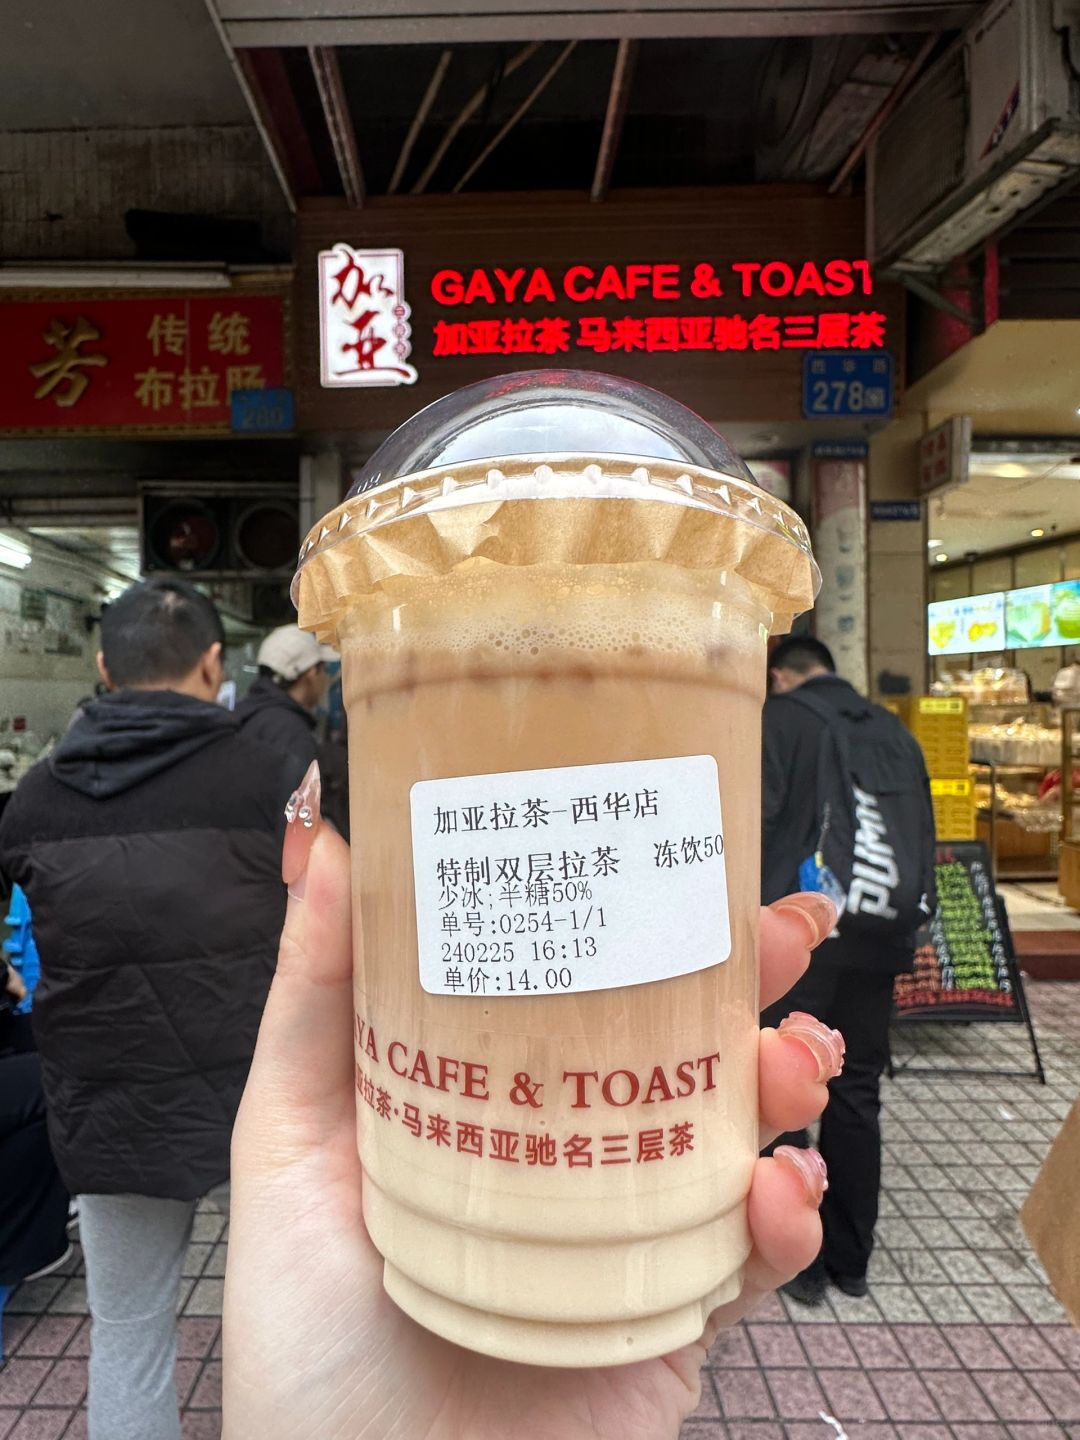 加亚
GAYA CAFE & TOAST
加亚拉茶 马来西亚驰名三层茶
芳
传统
布拉肠
280
西华路
278
加亚拉茶-西华店
特制双层拉茶 冻饮50
少冰;半糖50%
单号:0254-1/1
240225 16:13
单价:14.00
AYA CAFE & TOAST
拉茶·马来西亚驰名三层茶
PUMA